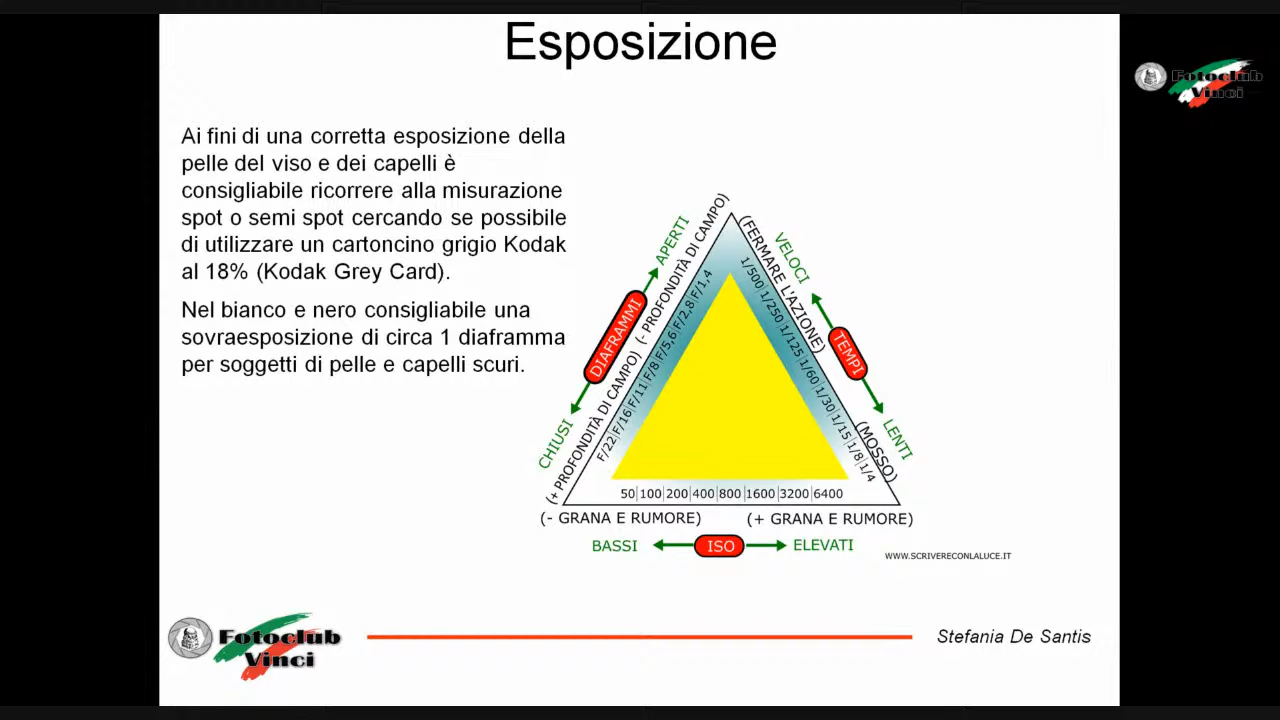 Esposizione
Fotoclub
Vinci
Ai fini di una corretta esposizione della
pelle del viso e dei capelli è
consigliabile ricorrere alla misurazione
spot o semi spot cercando se possibile
di utilizzare un cartoncino grigio Kodak
al 18% (Kodak Grey Card).
Nel bianco e nero consigliabile una
sovraesposizione di circa 1 diaframma
per soggetti di pelle e capelli scuri.
APERTI
DIAFRAMMI
CHIUSI
(- PROFONDITÀ DI CAMPO)
(+ PROFONDITÀ DI CAMPO)
F/22|F/16|F/11|F/8|F/5,6|F/2,8|F/1,4
VELOCI
TEMPI
LENTI
(FERMARE L'AZIONE)
(MOSSO)
1/500|1/250|1/125|1/60|1/30|1/15|1/8|1/4
50|100|200|400|800|1600|3200|6400
(- GRANA E RUMORE) (+ GRANA E RUMORE)
BASSI ISO ELEVATI
WWW.SCRIVERECONLALUCE.IT
Fotoclub
Vinci
Stefania De Santis